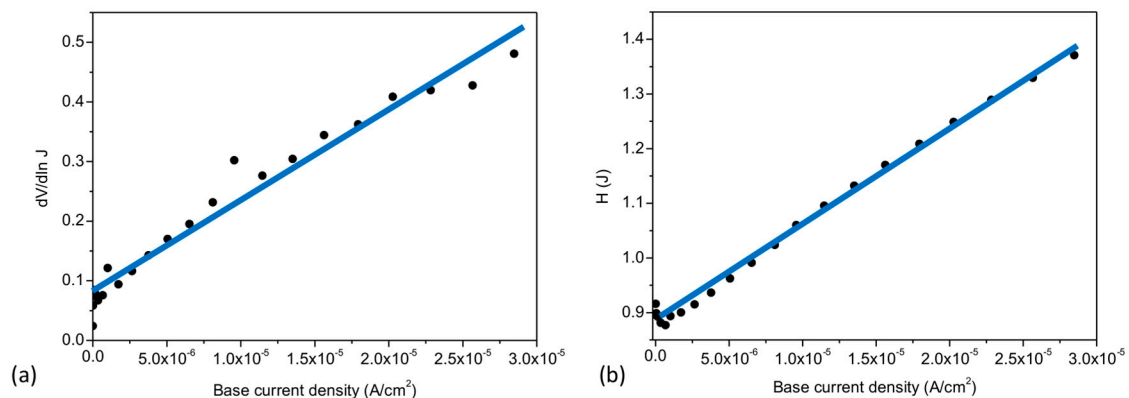 0.5
0.4
0.3
0.2
0.1
0.0
dV/dln J
0.0
5.0x10⁻⁶
1.0x10⁻⁵
1.5x10⁻⁵
2.0x10⁻⁵
2.5x10⁻⁵
3.0x10⁻⁵
Base current density (A/cm²)
(a)
1.4
1.3
1.2
1.1
1.0
0.9
H (J)
0.0
5.0x10⁻⁶
1.0x10⁻⁵
1.5x10⁻⁵
2.0x10⁻⁵
2.5x10⁻⁵
3.0x10⁻⁵
Base current density (A/cm²)
(b)